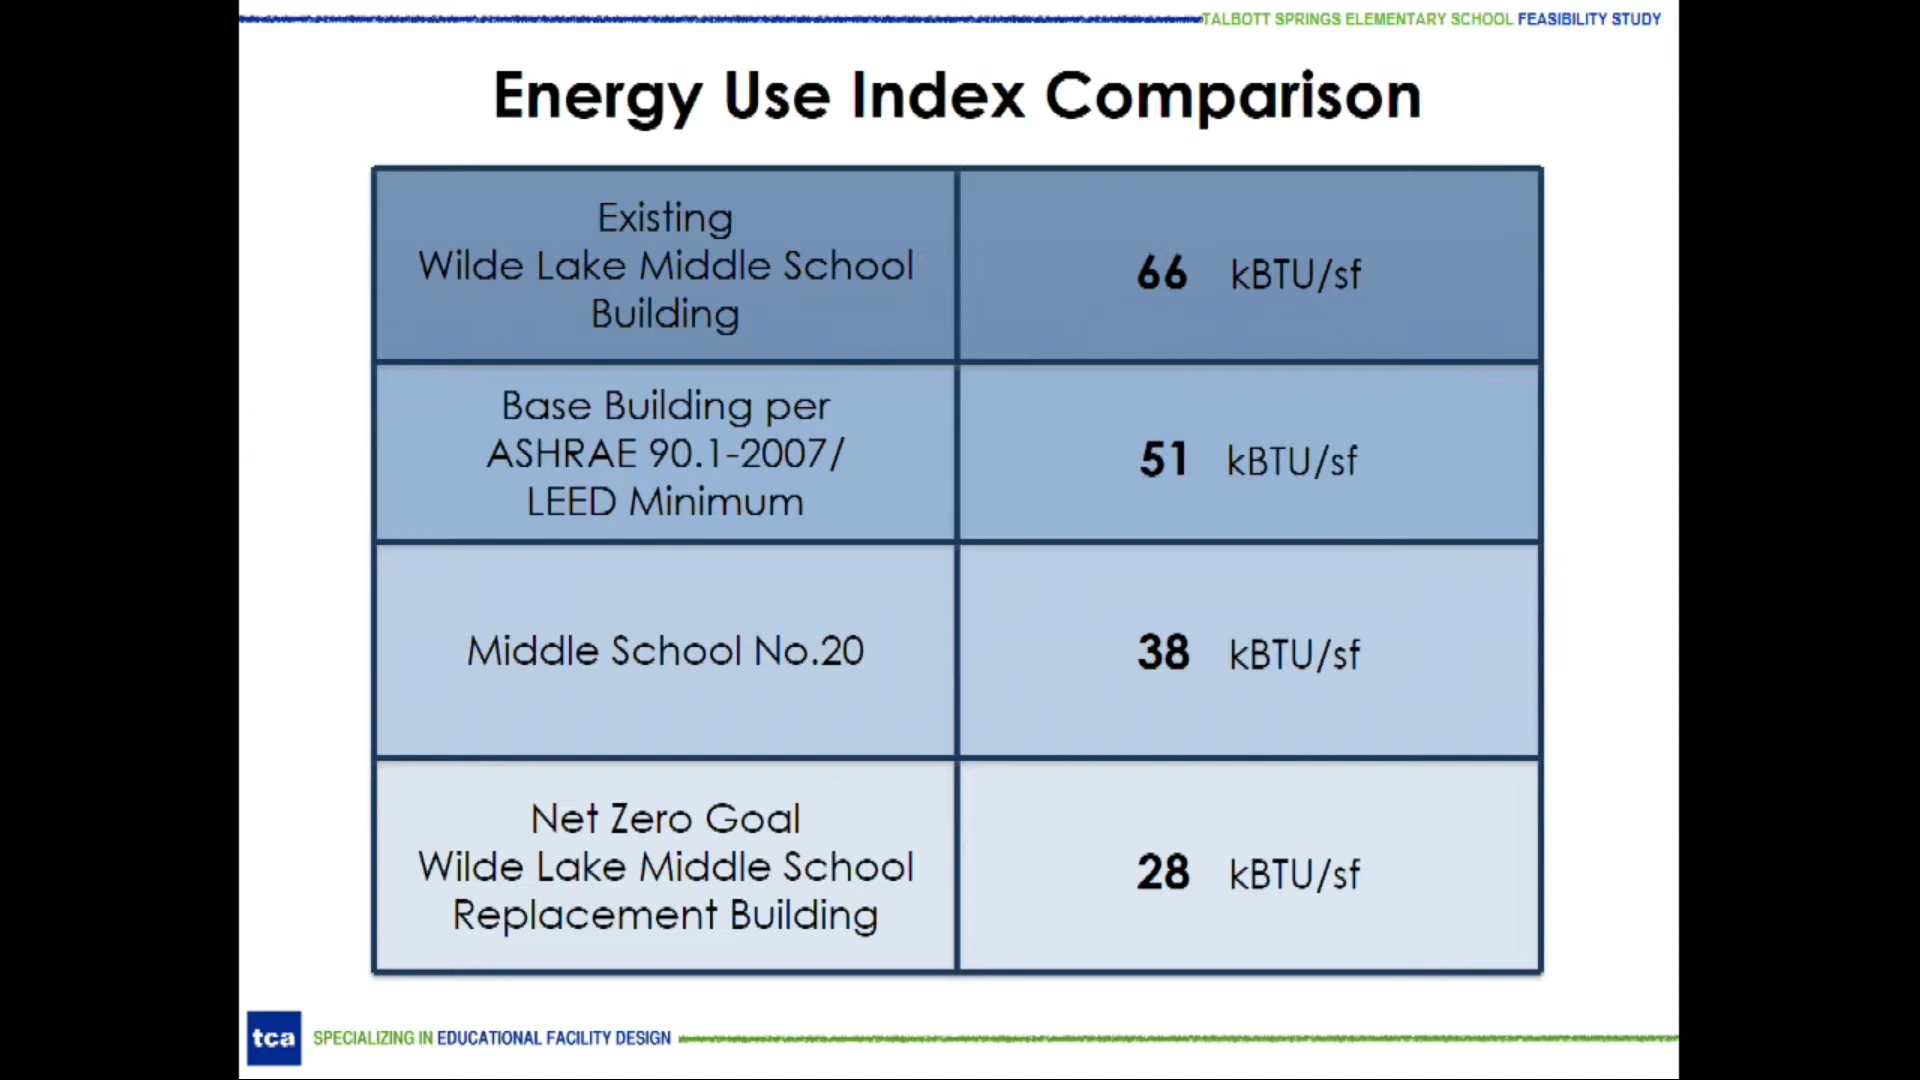 TALBOTT SPRINGS ELEMENTARY SCHOOL FEASIBILITY STUDY
Energy Use Index Comparison
Existing
Wilde Lake Middle School
Building
66 kBTU/sf
Base Building per
ASHRAE 90.1-2007/
LEED Minimum
51 kBTU/sf
Middle School No.20
38 kBTU/sf
Net Zero Goal
Wilde Lake Middle School
Replacement Building
28 kBTU/sf
tca SPECIALIZING IN EDUCATIONAL FACILITY DESIGN